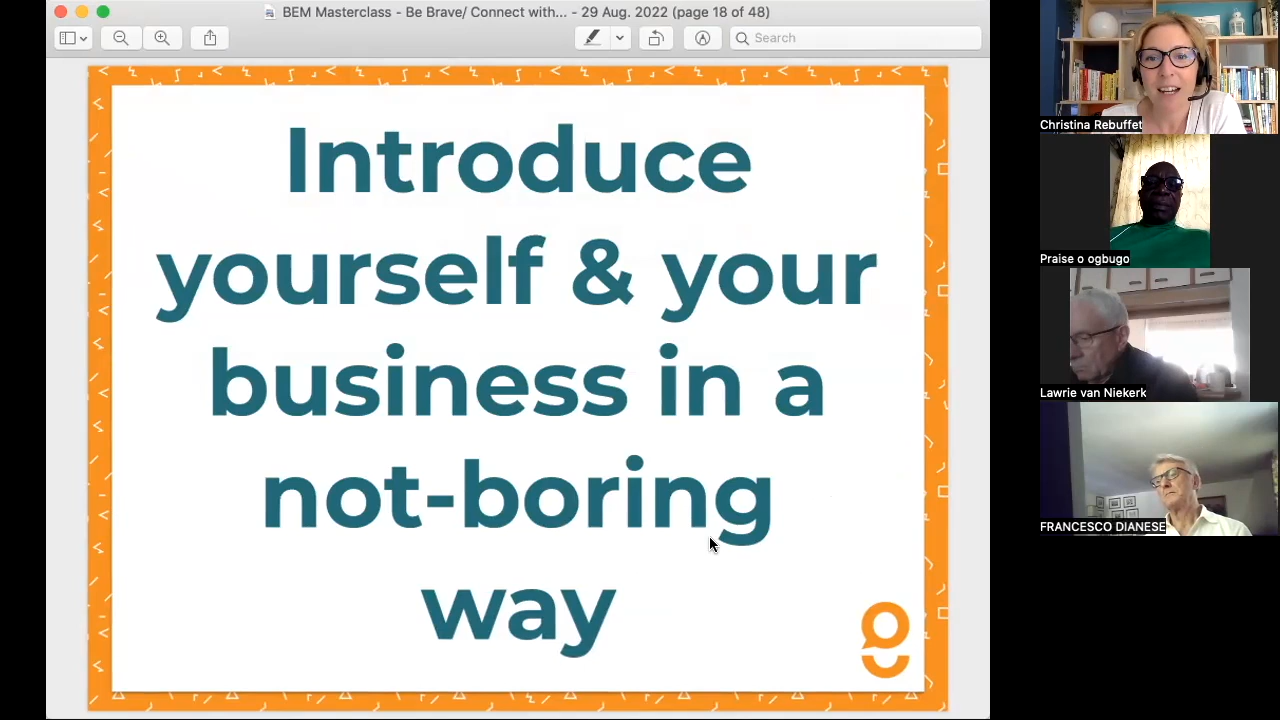 BEM Masterclass - Be Brave/ Connect with... - 29 Aug. 2022 (page 18 of 48)
Search
Introduce
yourself & your
business in a
not-boring
way
Christina Rebuffet
Praise o ogbugo
Lawrie van Niekerk
FRANCESCO DIANESE